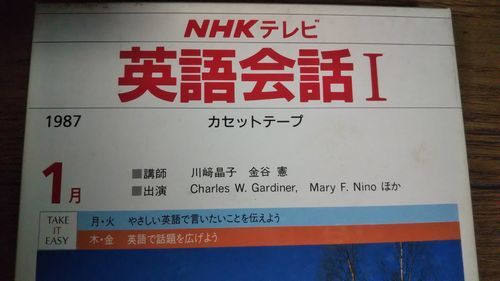 NHKテレビ
英語会話 I
1987 カセットテープ
1月
■講師 川﨑晶子 金谷 憲
■出演 Charles W. Gardiner, Mary F. Nino ほか
TAKE IT EASY
月・火 やさしい英語で言いたいことを伝えよう
木・金 英語で話題を広げよう